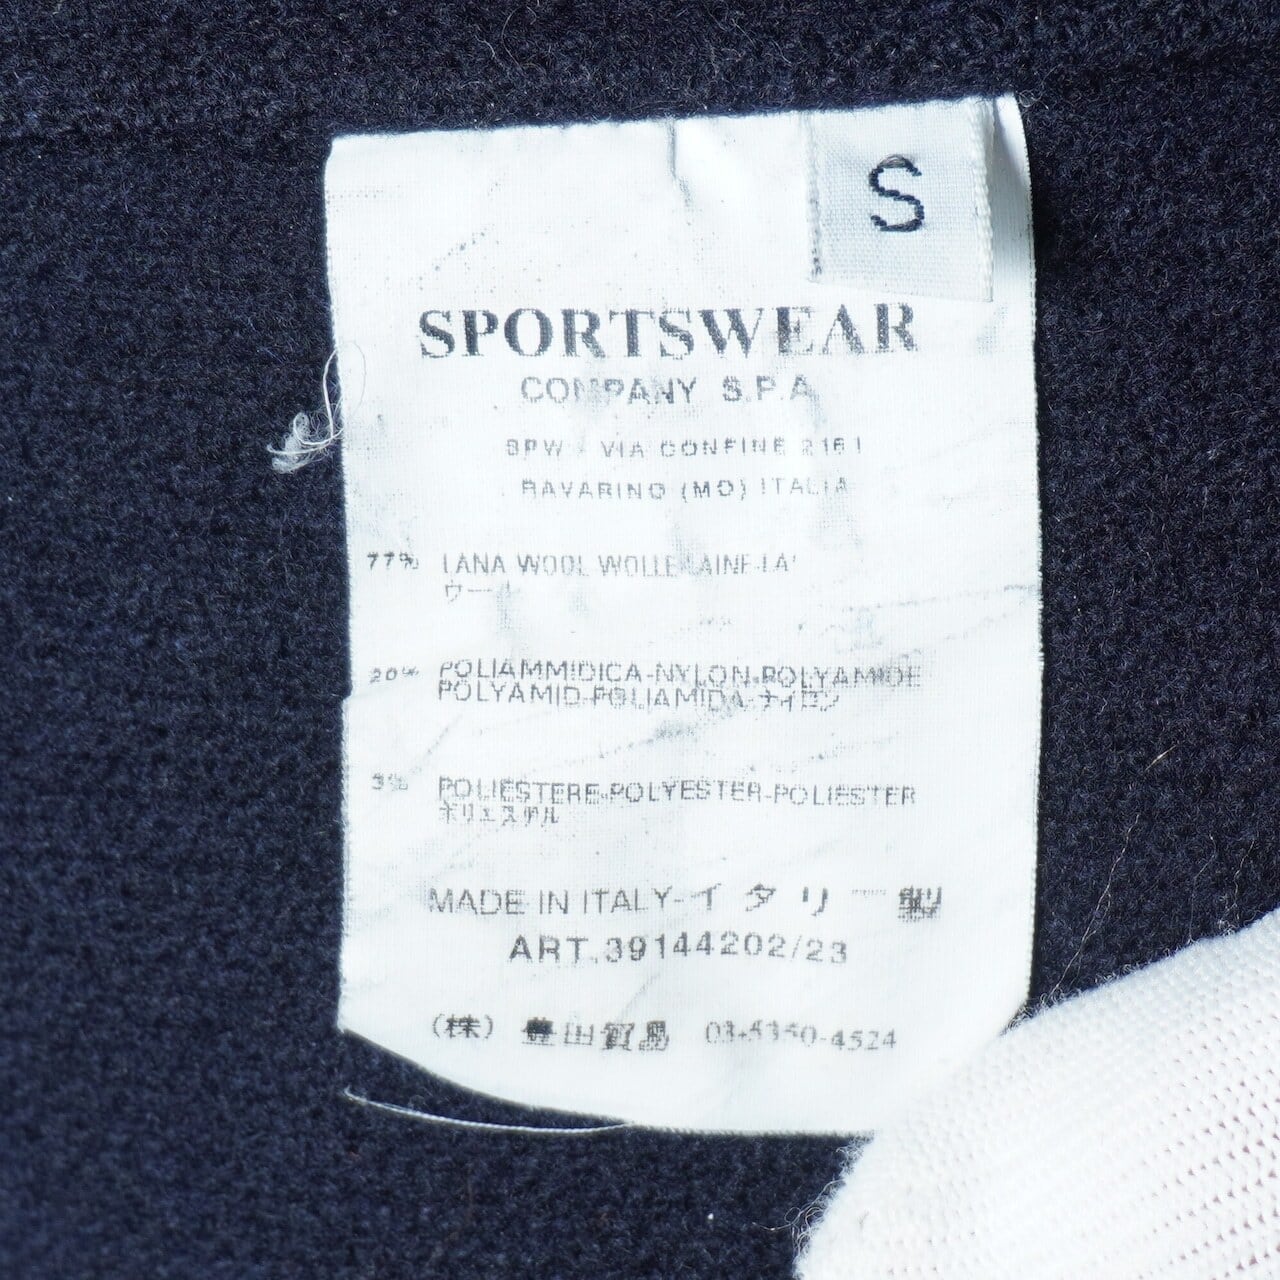 S
SPORTSWEAR
COMPANY S.P.A
SPW - VIA CONFINE 2161
RAVARINO (MO) ITALIA
77% LANA WOOL WOLLE-LAINE-LA'
ウール
20% POLIAMMIDICA-NYLON-POLYAMIDE
POLYAMID-POLIAMIDA-ナイロン
3% POLIESTERE-POLYESTER-POLIESTER
ポリエステル
MADE IN ITALY-イタリー製
ART.39144202/23
(株) 豊田貿易 03-5350-4524